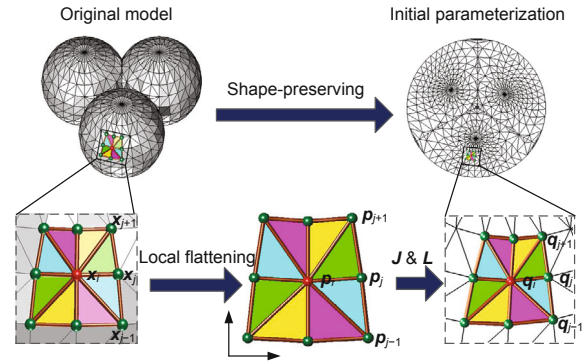 Original model
Initial parameterization
Shape-preserving
x_{j+1}
x_i
x_j
x_{j−1}
Local flattening
p_{j+1}
p_i
p_j
p_{j−1}
J & L
q_{j+1}
q_i
q_j
q_{j−1}